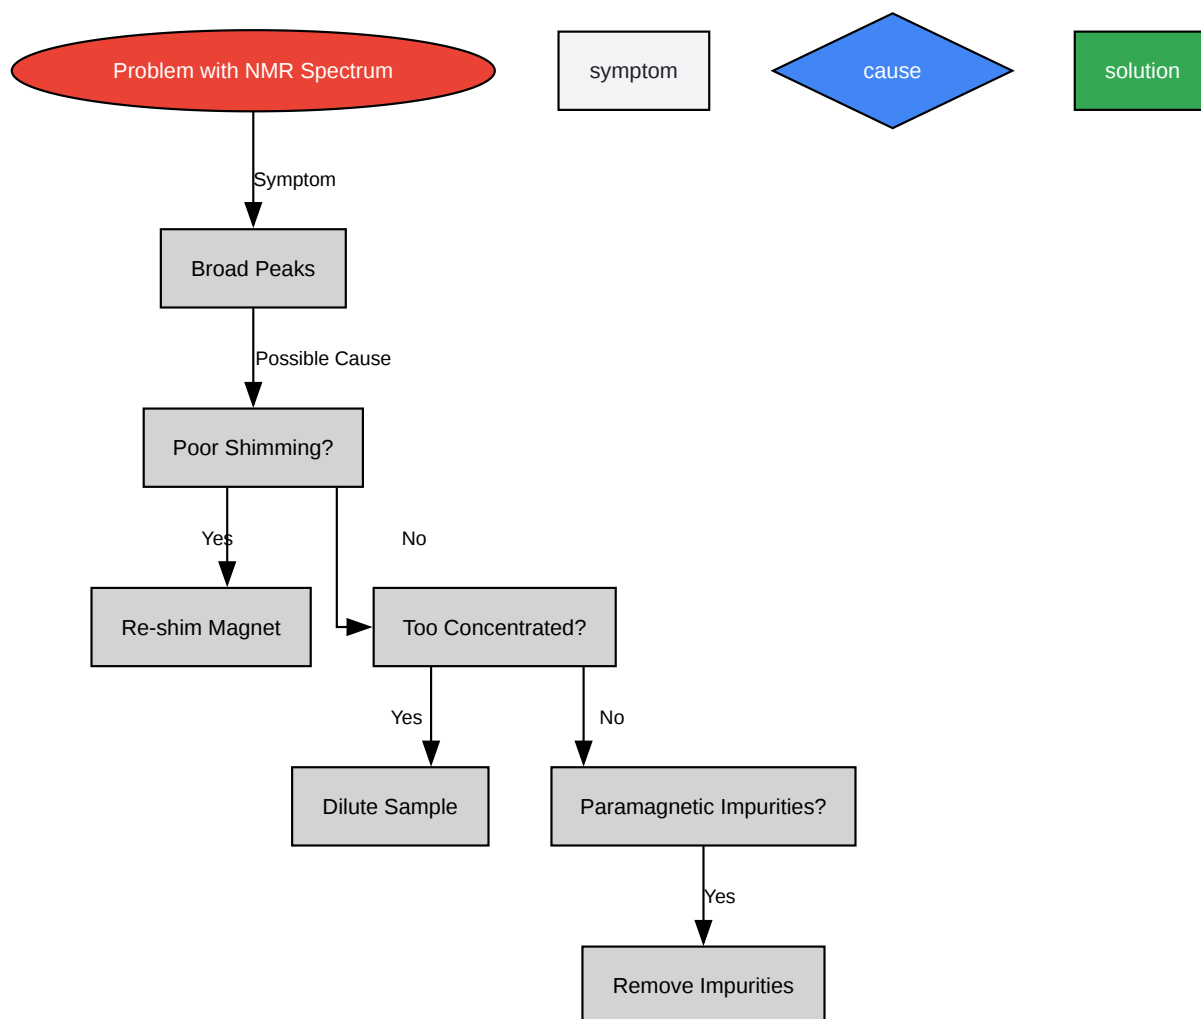 Problem with NMR Spectrum
symptom
cause
solution
Symptom
Broad Peaks
Possible Cause
Poor Shimming?
Yes
No
Re-shim Magnet
Too Concentrated?
Yes
No
Dilute Sample
Paramagnetic Impurities?
Yes
Remove Impurities